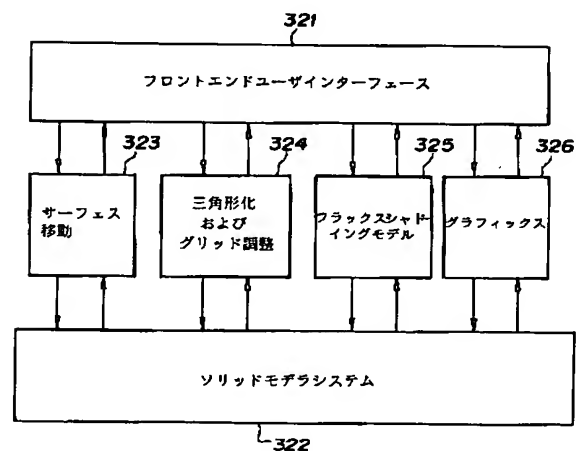 321
フロントエンドユーザインターフェース
323
324
325
326
サーフェス
移動
三角形化
および
グリッド調整
フラックスシャドー
イングモデル
グラフィックス
ソリッドモデラシステム
322